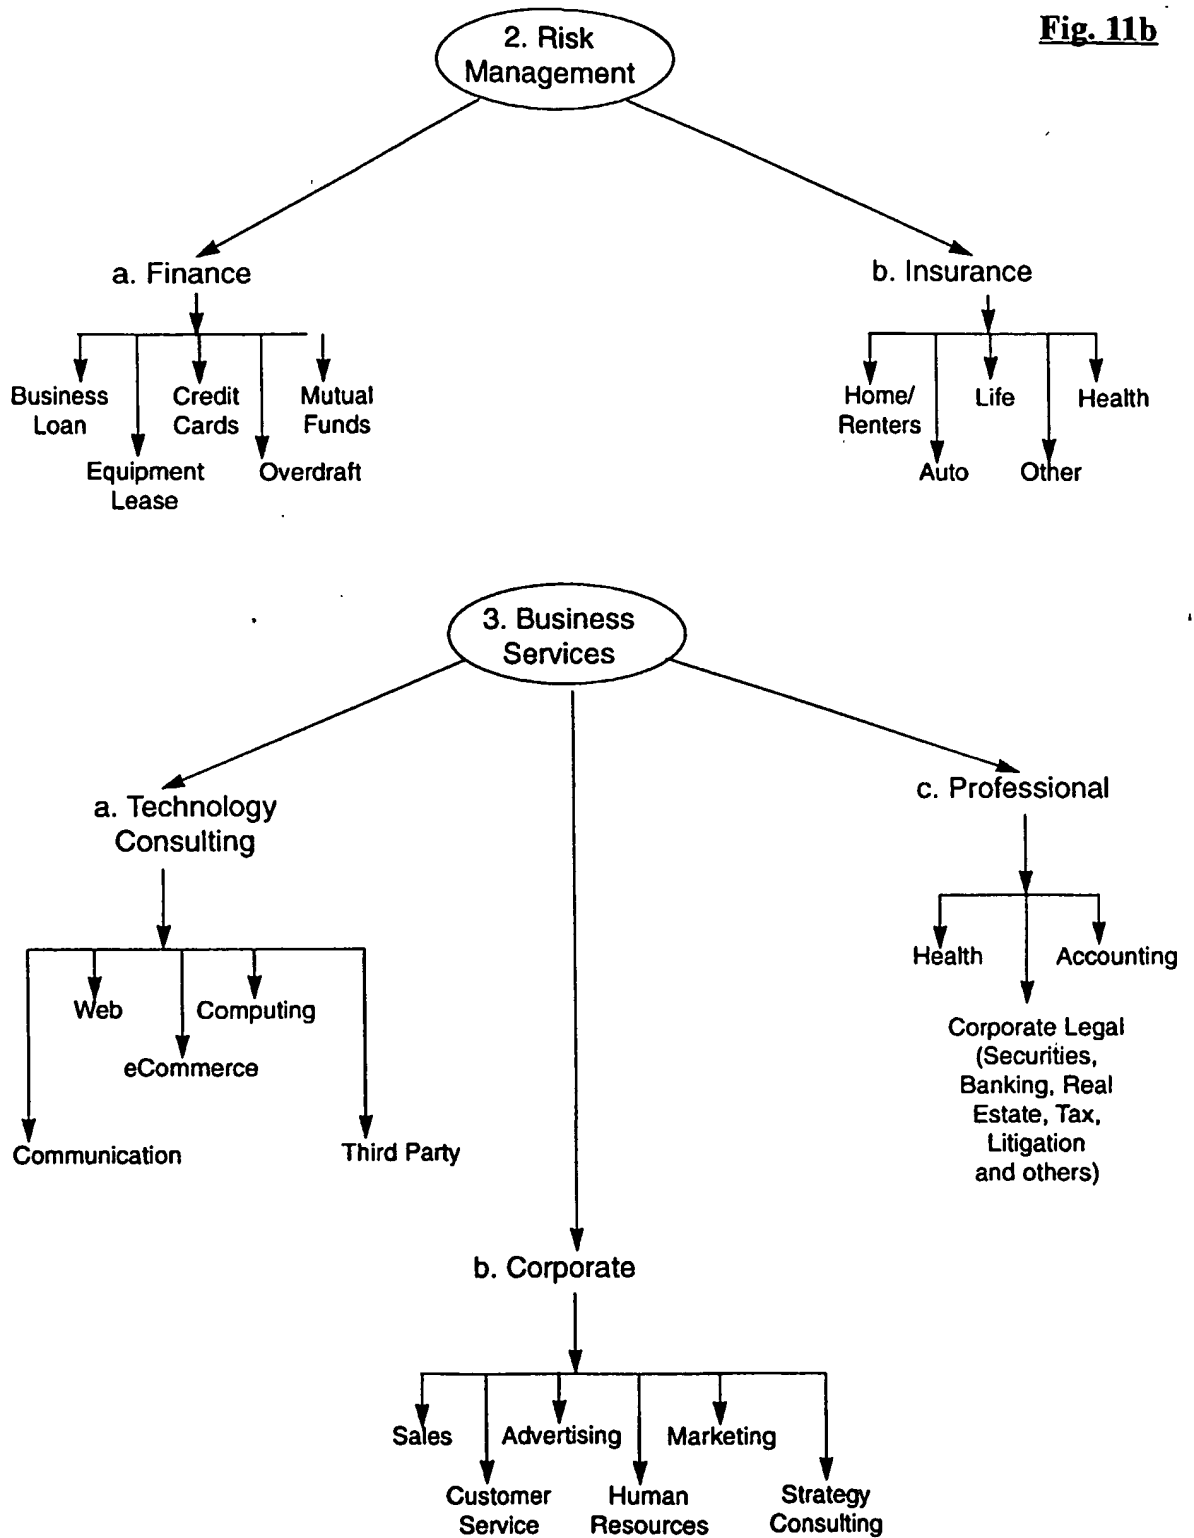 Fig. 11b
2. Risk
Management
a. Finance
b. Insurance
Business
Loan
Credit
Cards
Mutual
Funds
Equipment
Lease
Overdraft
Home/
Renters
Life
Health
Auto
Other
3. Business
Services
a. Technology
Consulting
c. Professional
Web
Computing
eCommerce
Communication
Third Party
Health
Accounting
Corporate Legal
(Securities,
Banking, Real
Estate, Tax,
Litigation
and others)
b. Corporate
Sales
Advertising
Marketing
Customer
Service
Human
Resources
Strategy
Consulting